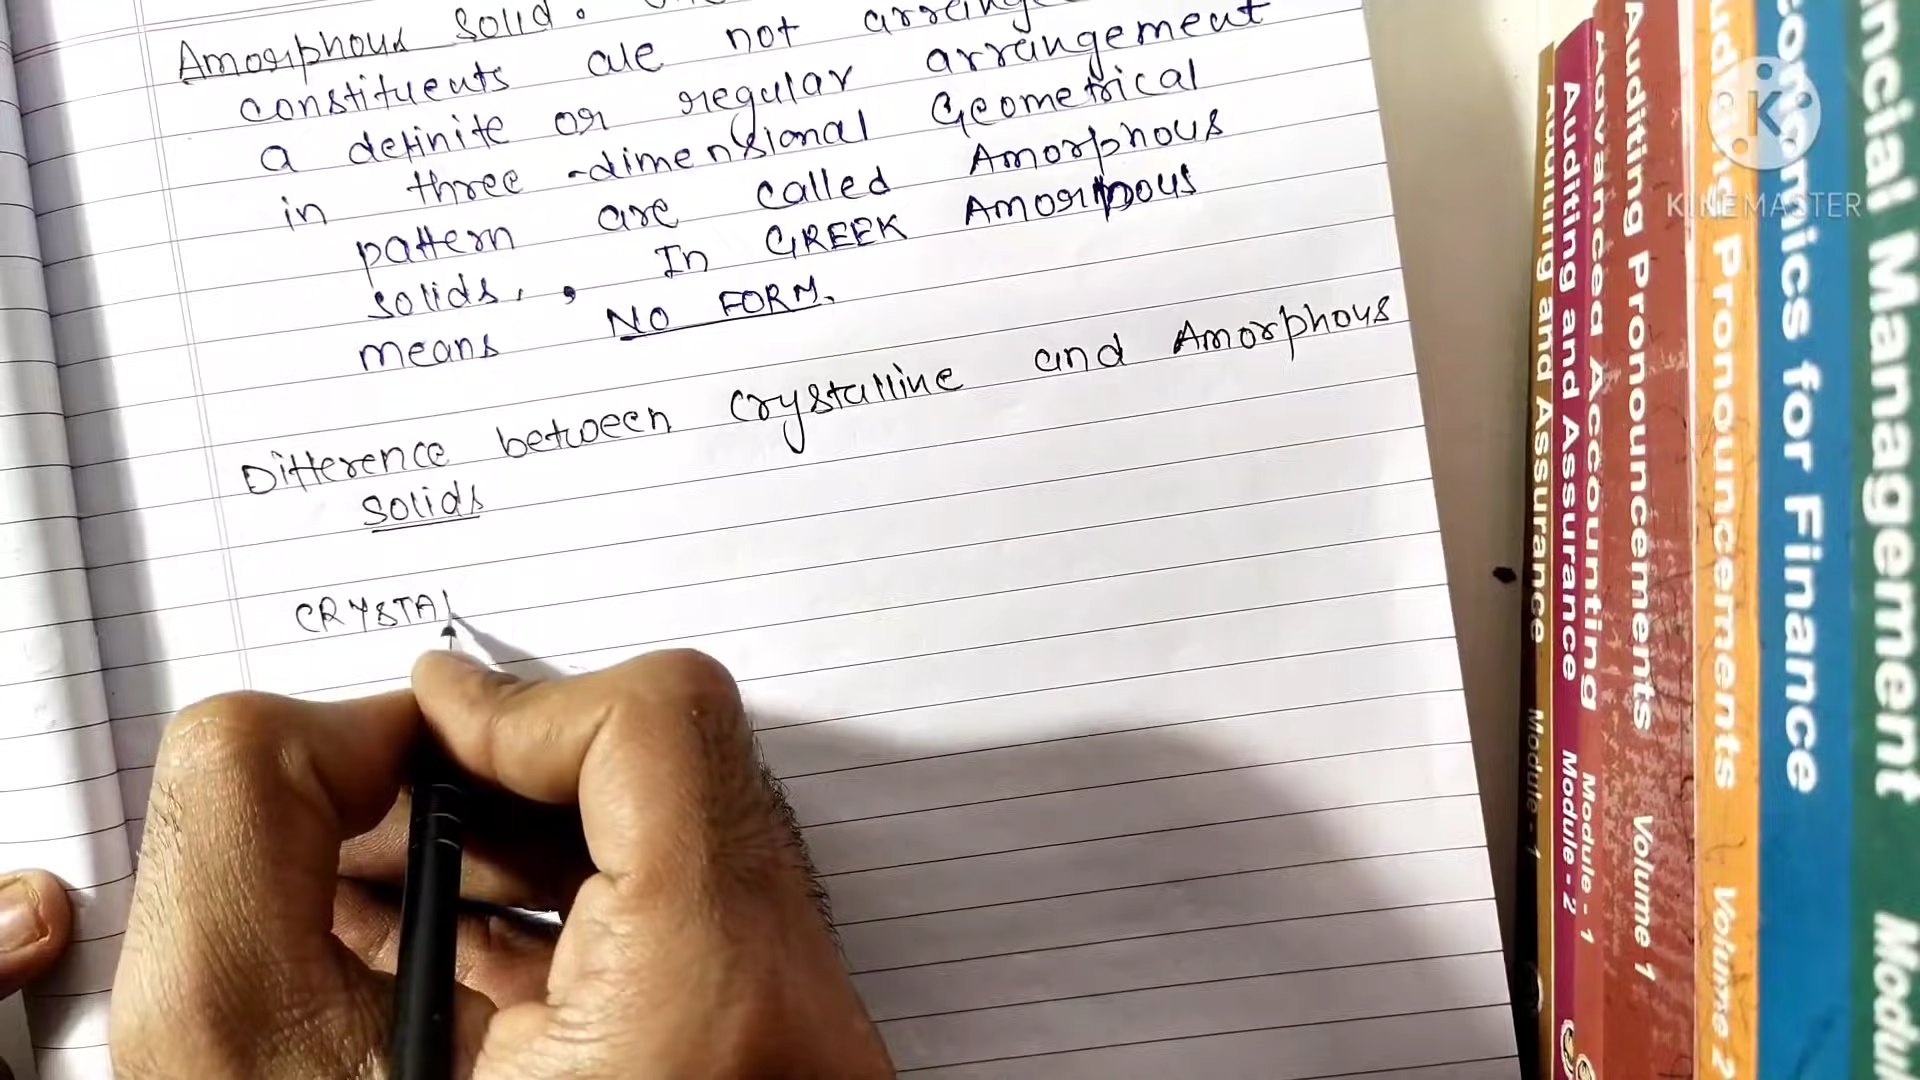 Amorphous Solid.
constituents are not
a definite or regular arrangement
in three -dimensional Geometrical
pattern are called Amorphous
solids, . In GREEK Amorphous
means NO FORM.
Difference between Crystalline and Amorphous
Solids
CRYSTAL
Auditing and Assurance Module - 1
Auditing and Assurance Module - 2
Advanced Accounting Module - 1
Auditing Pronouncements Volume 1
Auditing Pronouncements Volume 2
Economics for Finance
ncial Management Modul
K
KINEMASTER